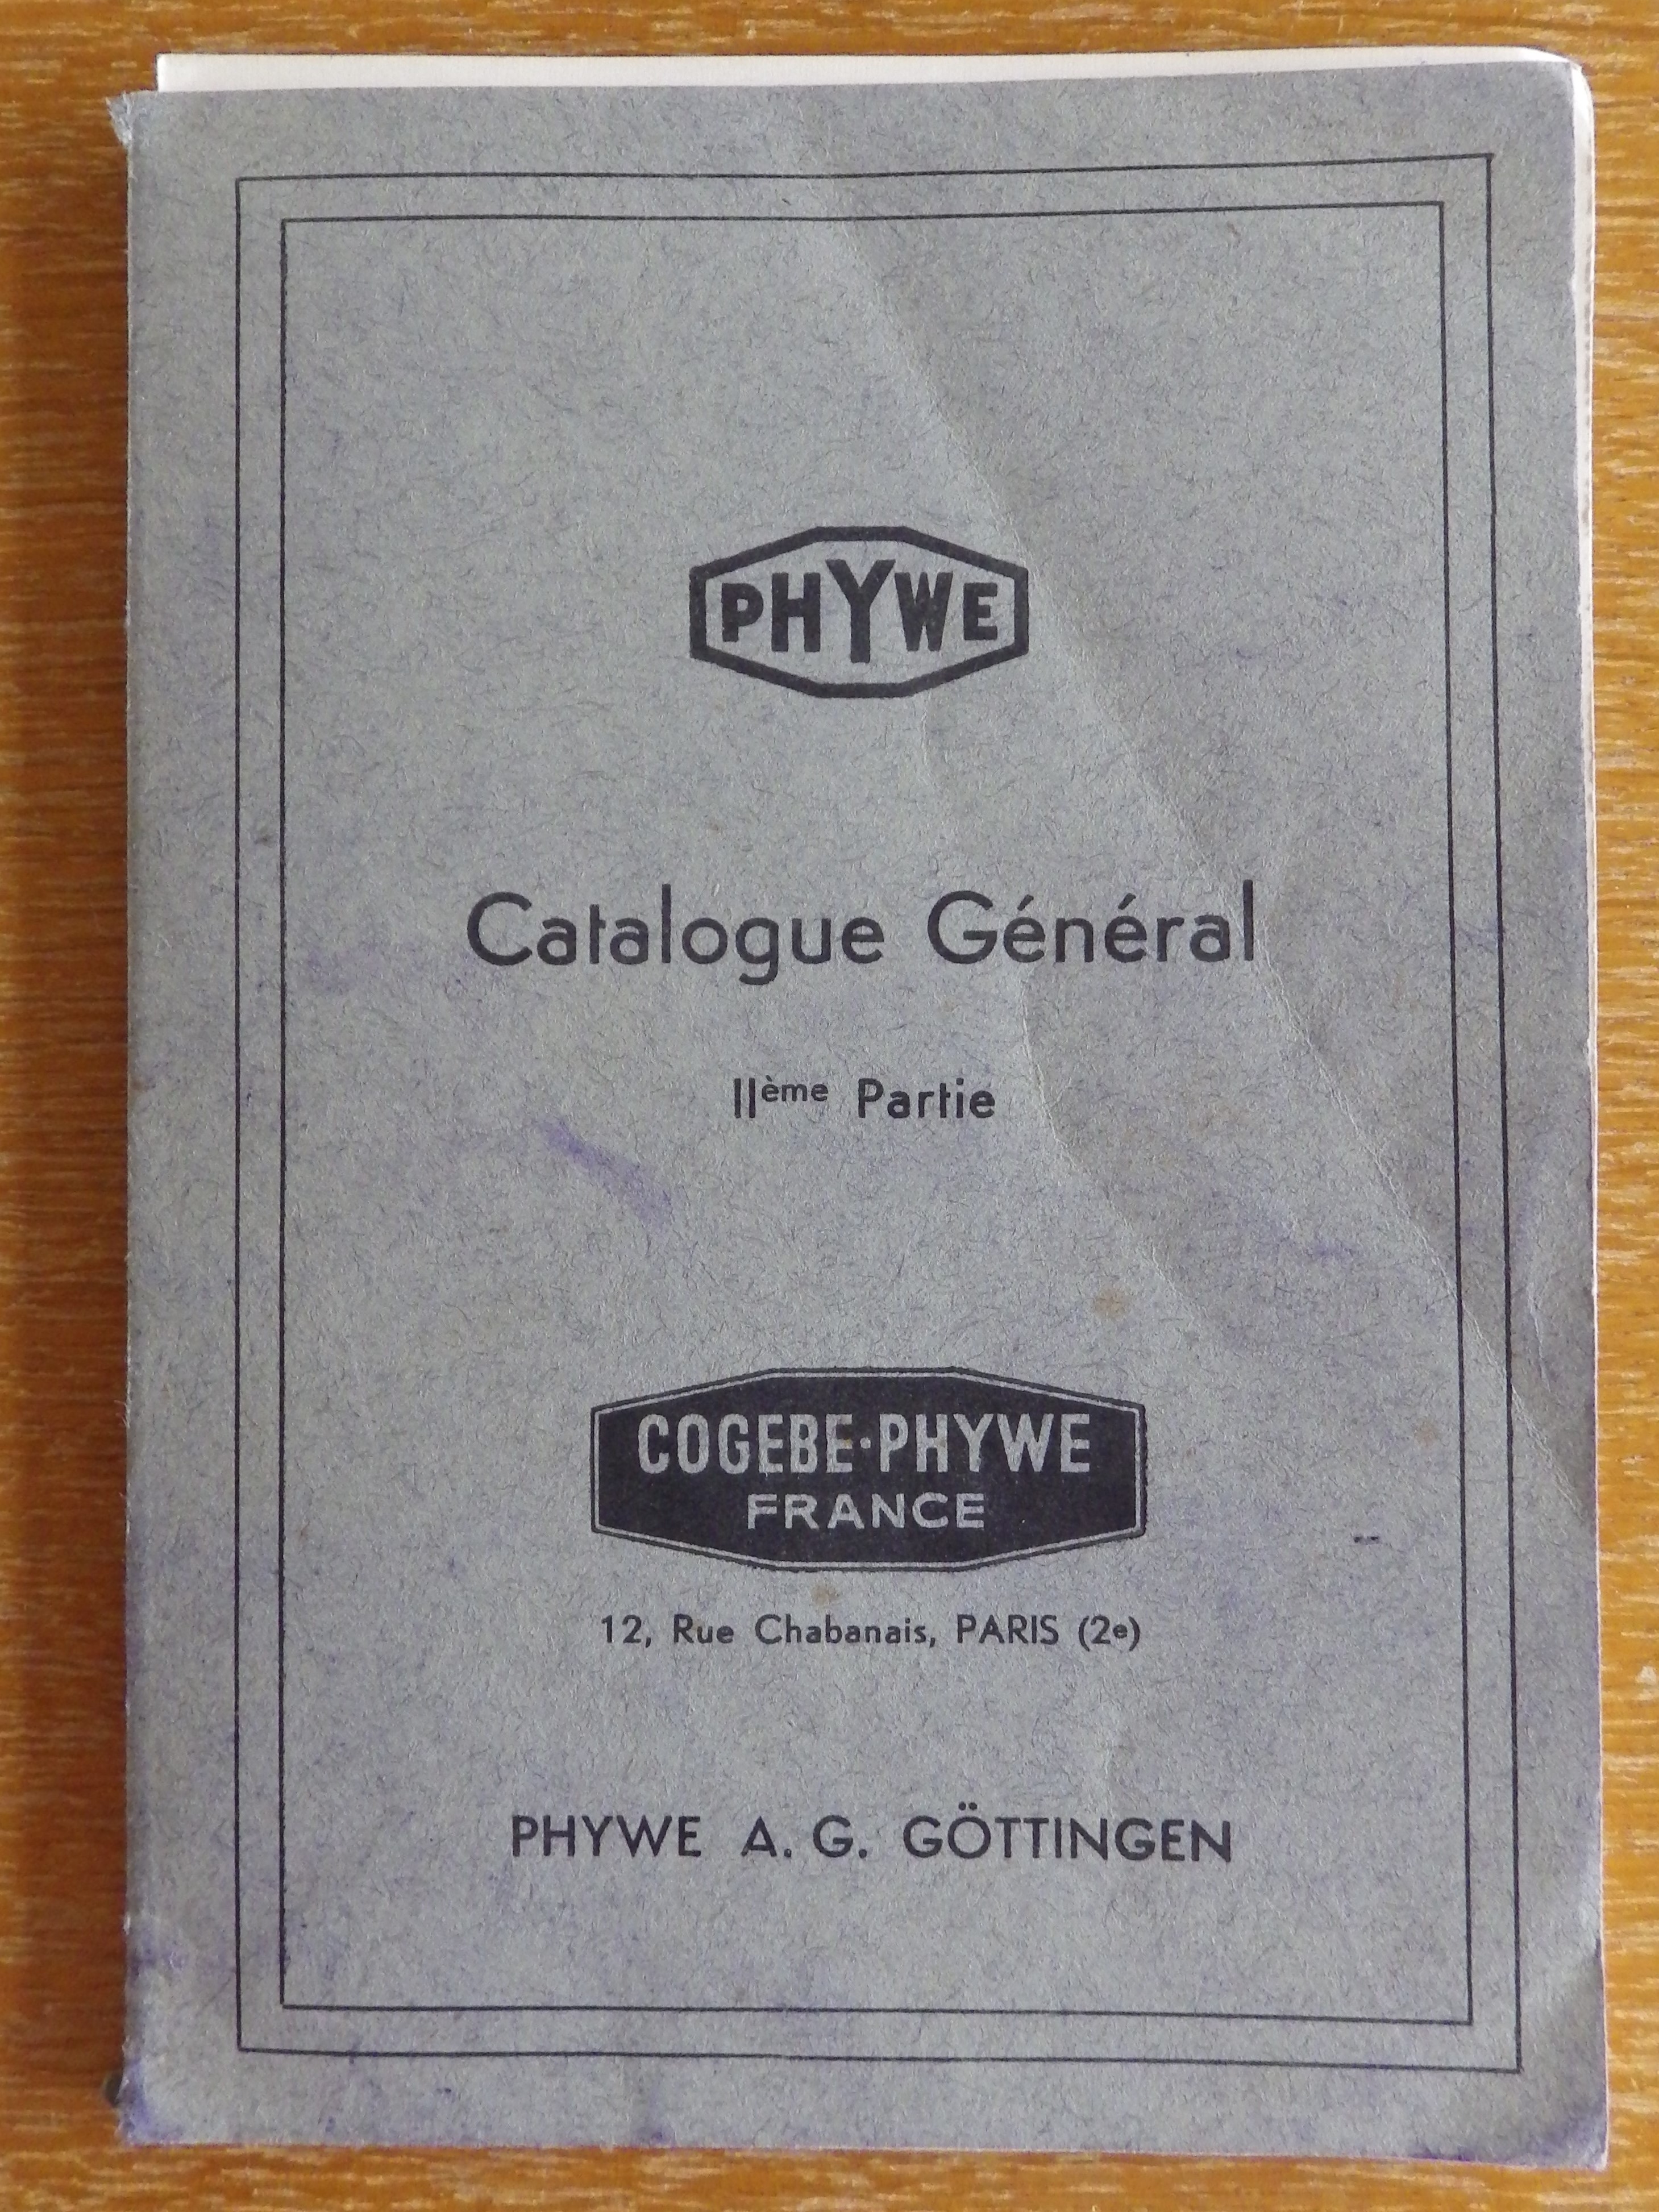 PHYWE
Catalogue Général
IIème Partie
COGEBE·PHYWE
FRANCE
12, Rue Chabanais, PARIS (2e)
PHYWE A. G. GÖTTINGEN